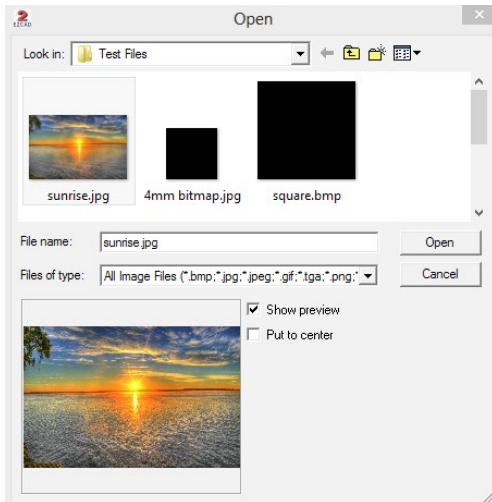 2
EZCAD
Open
Look in: Test Files
sunrise.jpg 4mm bitmap.jpg square.bmp
File name: sunrise.jpg Open
Files of type: All Image Files (*.bmp;*.jpg;*.jpeg;*.gif;*.tga;*.png;* Cancel
Show preview
Put to center